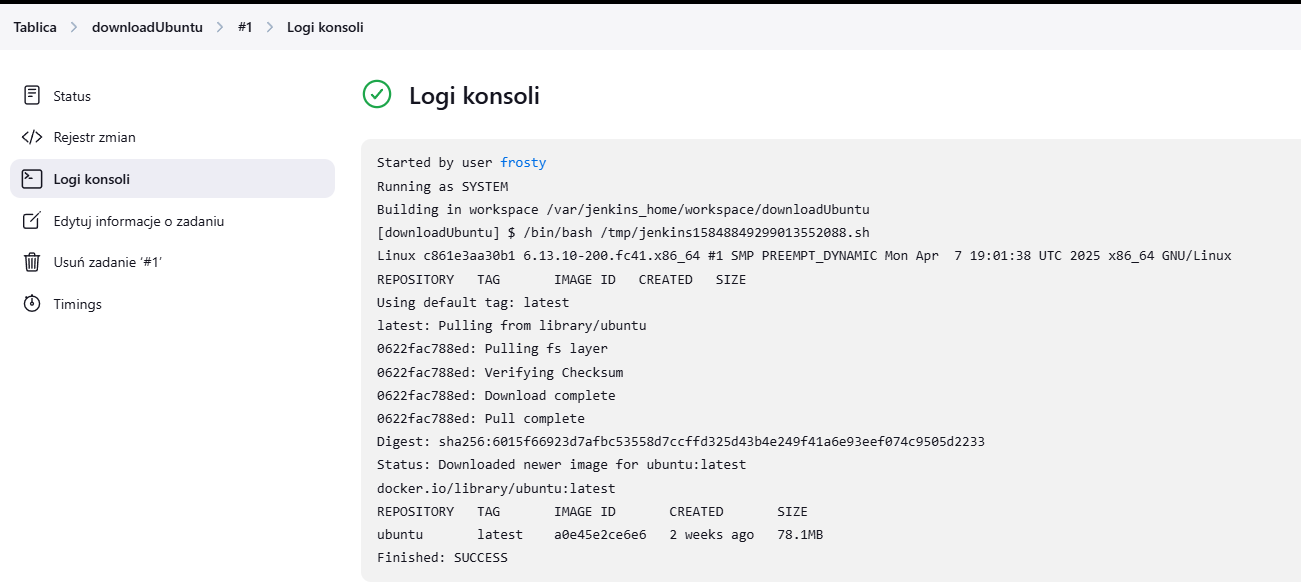 Tablica > downloadUbuntu > #1 > Logi konsoli
Status
Rejestr zmian
Logi konsoli
Edytuj informacje o zadaniu
Usuń zadanie ‘#1’
Timings
Logi konsoli
Started by user frosty
Running as SYSTEM
Building in workspace /var/jenkins_home/workspace/downloadUbuntu
[downloadUbuntu] $ /bin/bash /tmp/jenkins15848849299013552088.sh
Linux c861e3aa30b1 6.13.10-200.fc41.x86_64 #1 SMP PREEMPT_DYNAMIC Mon Apr  7 19:01:38 UTC 2025 x86_64 GNU/Linux
REPOSITORY   TAG       IMAGE ID   CREATED   SIZE
Using default tag: latest
latest: Pulling from library/ubuntu
0622fac788ed: Pulling fs layer
0622fac788ed: Verifying Checksum
0622fac788ed: Download complete
0622fac788ed: Pull complete
Digest: sha256:6015f66923d7afbc53558d7ccffd325d43b4e249f41a6e93eef074c9505d2233
Status: Downloaded newer image for ubuntu:latest
docker.io/library/ubuntu:latest
REPOSITORY   TAG       IMAGE ID       CREATED       SIZE
ubuntu       latest    a0e45e2ce6e6   2 weeks ago   78.1MB
Finished: SUCCESS